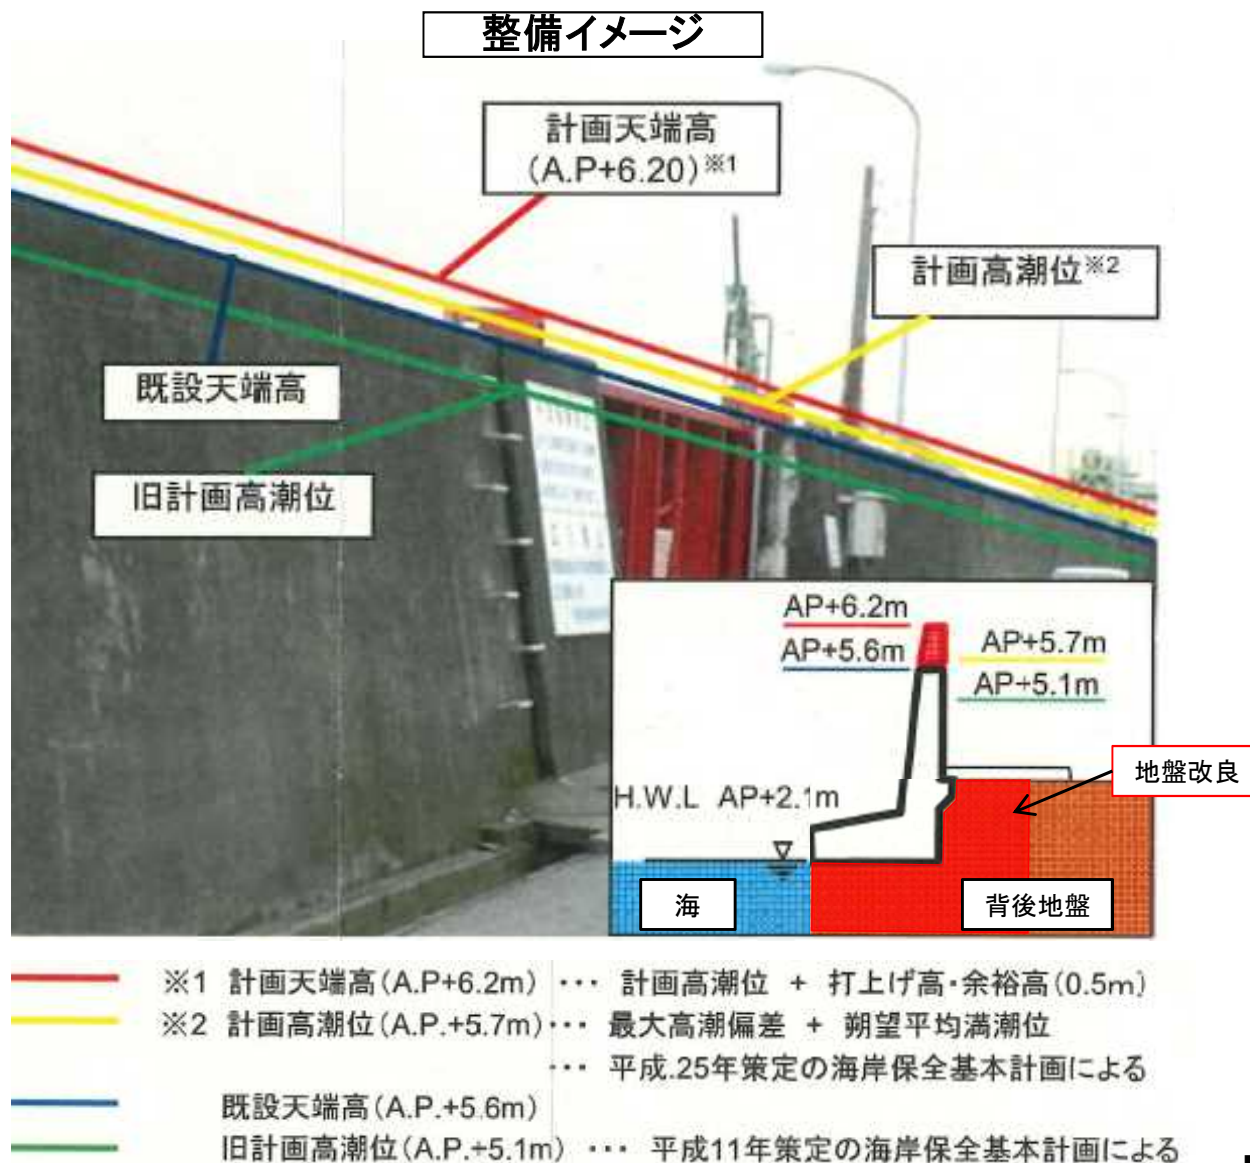 整備イメージ
計画天端高
(A.P+6.20)※1
計画高潮位※2
既設天端高
旧計画高潮位
AP+6.2m
AP+5.6m
AP+5.7m
AP+5.1m
地盤改良
H.W.L AP+2.1m
海
背後地盤
※1 計画天端高(A.P+6.2m) ・・・ 計画高潮位 + 打上げ高・余裕高(0.5m)
※2 計画高潮位(A.P.+5.7m)・・・ 最大高潮偏差 + 朔望平均満潮位
・・・ 平成.25年策定の海岸保全基本計画による
既設天端高(A.P.+5.6m)
旧計画高潮位(A.P.+5.1m) ・・・ 平成11年策定の海岸保全基本計画による